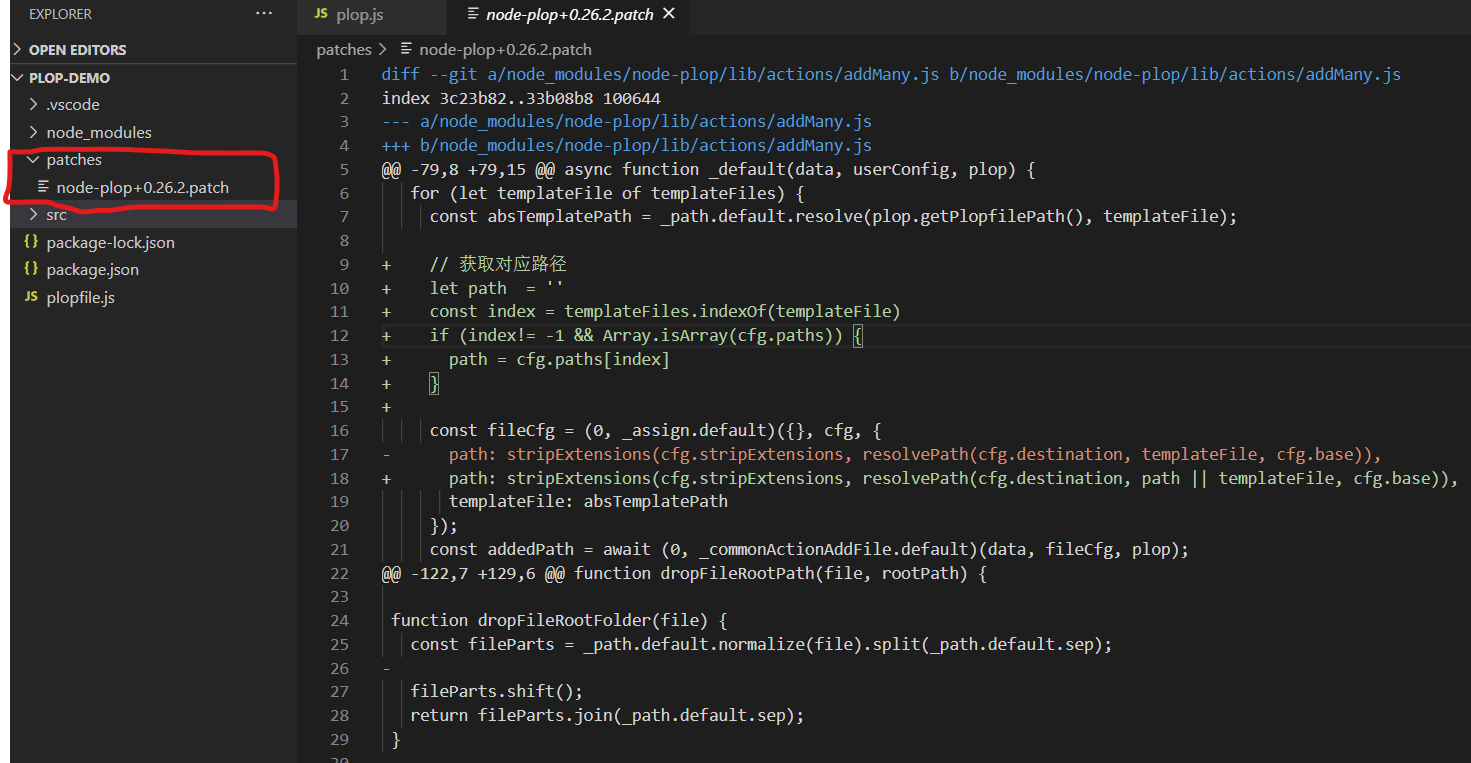 EXPLORER
···
OPEN EDITORS
PLOP-DEMO
.vscode
node_modules
patches
node-plop+0.26.2.patch
src
{} package-lock.json
{} package.json
JS plopfile.js
JS plop.js
node-plop+0.26.2.patch
patches > node-plop+0.26.2.patch
1 diff --git a/node_modules/node-plop/lib/actions/addMany.js b/node_modules/node-plop/lib/actions/addMany.js
2 index 3c23b82..33b08b8 100644
3 --- a/node_modules/node-plop/lib/actions/addMany.js
4 +++ b/node_modules/node-plop/lib/actions/addMany.js
5 @@ -79,8 +79,15 @@ async function _default(data, userConfig, plop) {
6    for (let templateFile of templateFiles) {
7      const absTemplatePath = _path.default.resolve(plop.getPlopfilePath(), templateFile);
8
9 +    // 获取对应路径
10 +    let path  = ''
11 +    const index = templateFiles.indexOf(templateFile)
12 +    if (index!= -1 && Array.isArray(cfg.paths)) {
13 +      path = cfg.paths[index]
14 +    }
15 +
16      const fileCfg = (0, _assign.default)({}, cfg, {
17 -      path: stripExtensions(cfg.stripExtensions, resolvePath(cfg.destination, templateFile, cfg.base)),
18 +      path: stripExtensions(cfg.stripExtensions, resolvePath(cfg.destination, path || templateFile, cfg.base)),
19        templateFile: absTemplatePath
20      });
21      const addedPath = await (0, _commonActionAddFile.default)(data, fileCfg, plop);
22 @@ -122,7 +129,6 @@ function dropFileRootPath(file, rootPath) {
23
24  function dropFileRootFolder(file) {
25    const fileParts = _path.default.normalize(file).split(_path.default.sep);
26 -
27    fileParts.shift();
28    return fileParts.join(_path.default.sep);
29  }